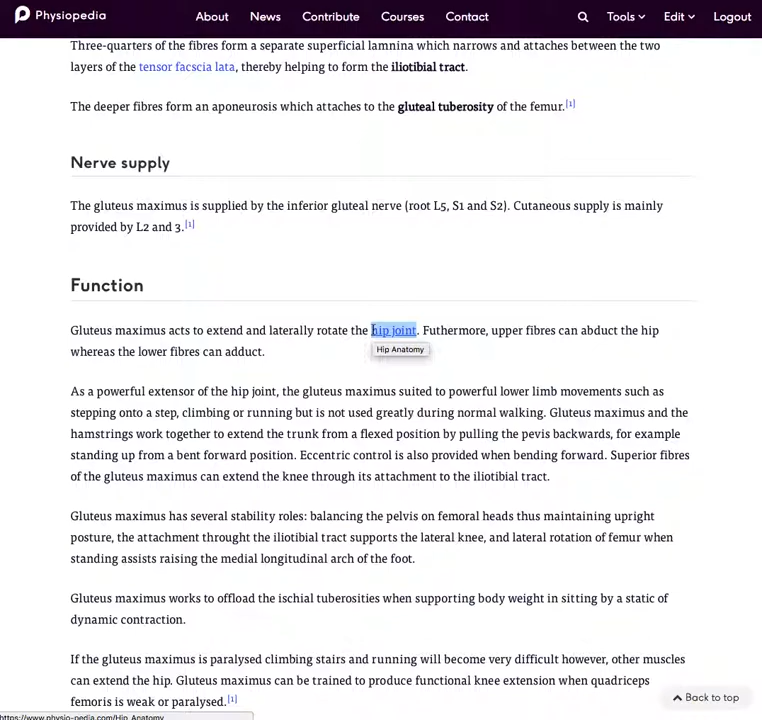 Physiopedia
About News Contribute Courses Contact Tools Edit Logout
Three-quarters of the fibres form a separate superficial lamnina which narrows and attaches between the two
layers of the tensor facscia lata, thereby helping to form the iliotibial tract.
The deeper fibres form an aponeurosis which attaches to the gluteal tuberosity of the femur.[1]
Nerve supply
The gluteus maximus is supplied by the inferior gluteal nerve (root L5, S1 and S2). Cutaneous supply is mainly
provided by L2 and 3.[1]
Function
Gluteus maximus acts to extend and laterally rotate the hip joint. Futhermore, upper fibres can abduct the hip
Hip Anatomy
whereas the lower fibres can adduct.
As a powerful extensor of the hip joint, the gluteus maximus suited to powerful lower limb movements such as
stepping onto a step, climbing or running but is not used greatly during normal walking. Gluteus maximus and the
hamstrings work together to extend the trunk from a flexed position by pulling the pevis backwards, for example
standing up from a bent forward position. Eccentric control is also provided when bending forward. Superior fibres
of the gluteus maximus can extend the knee through its attachment to the iliotibial tract.
Gluteus maximus has several stability roles: balancing the pelvis on femoral heads thus maintaining upright
posture, the attachment throught the iliotibial tract supports the lateral knee, and lateral rotation of femur when
standing assists raising the medial longitudinal arch of the foot.
Gluteus maximus works to offload the ischial tuberosities when supporting body weight in sitting by a static of
dynamic contraction.
If the gluteus maximus is paralysed climbing stairs and running will become very difficult however, other muscles
can extend the hip. Gluteus maximus can be trained to produce functional knee extension when quadriceps
femoris is weak or paralysed.[1]
Back to top
https://www.physio-pedia.com/Hip_Anatomy